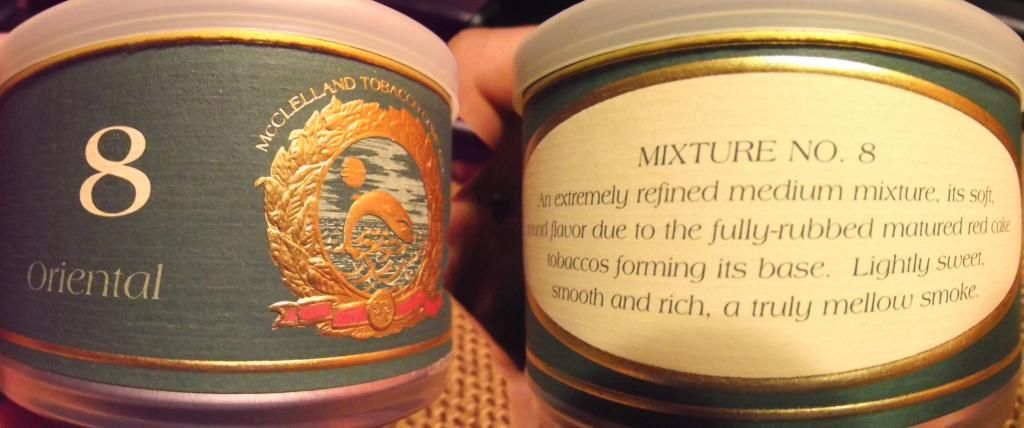 8
Oriental
MCCLELLAND TOBACCO
MIXTURE NO. 8
An extremely refined medium mixture, its soft,
flavor due to the fully-rubbed matured red cake
tobaccos forming its base. Lightly sweet,
smooth and rich, a truly mellow smoke.